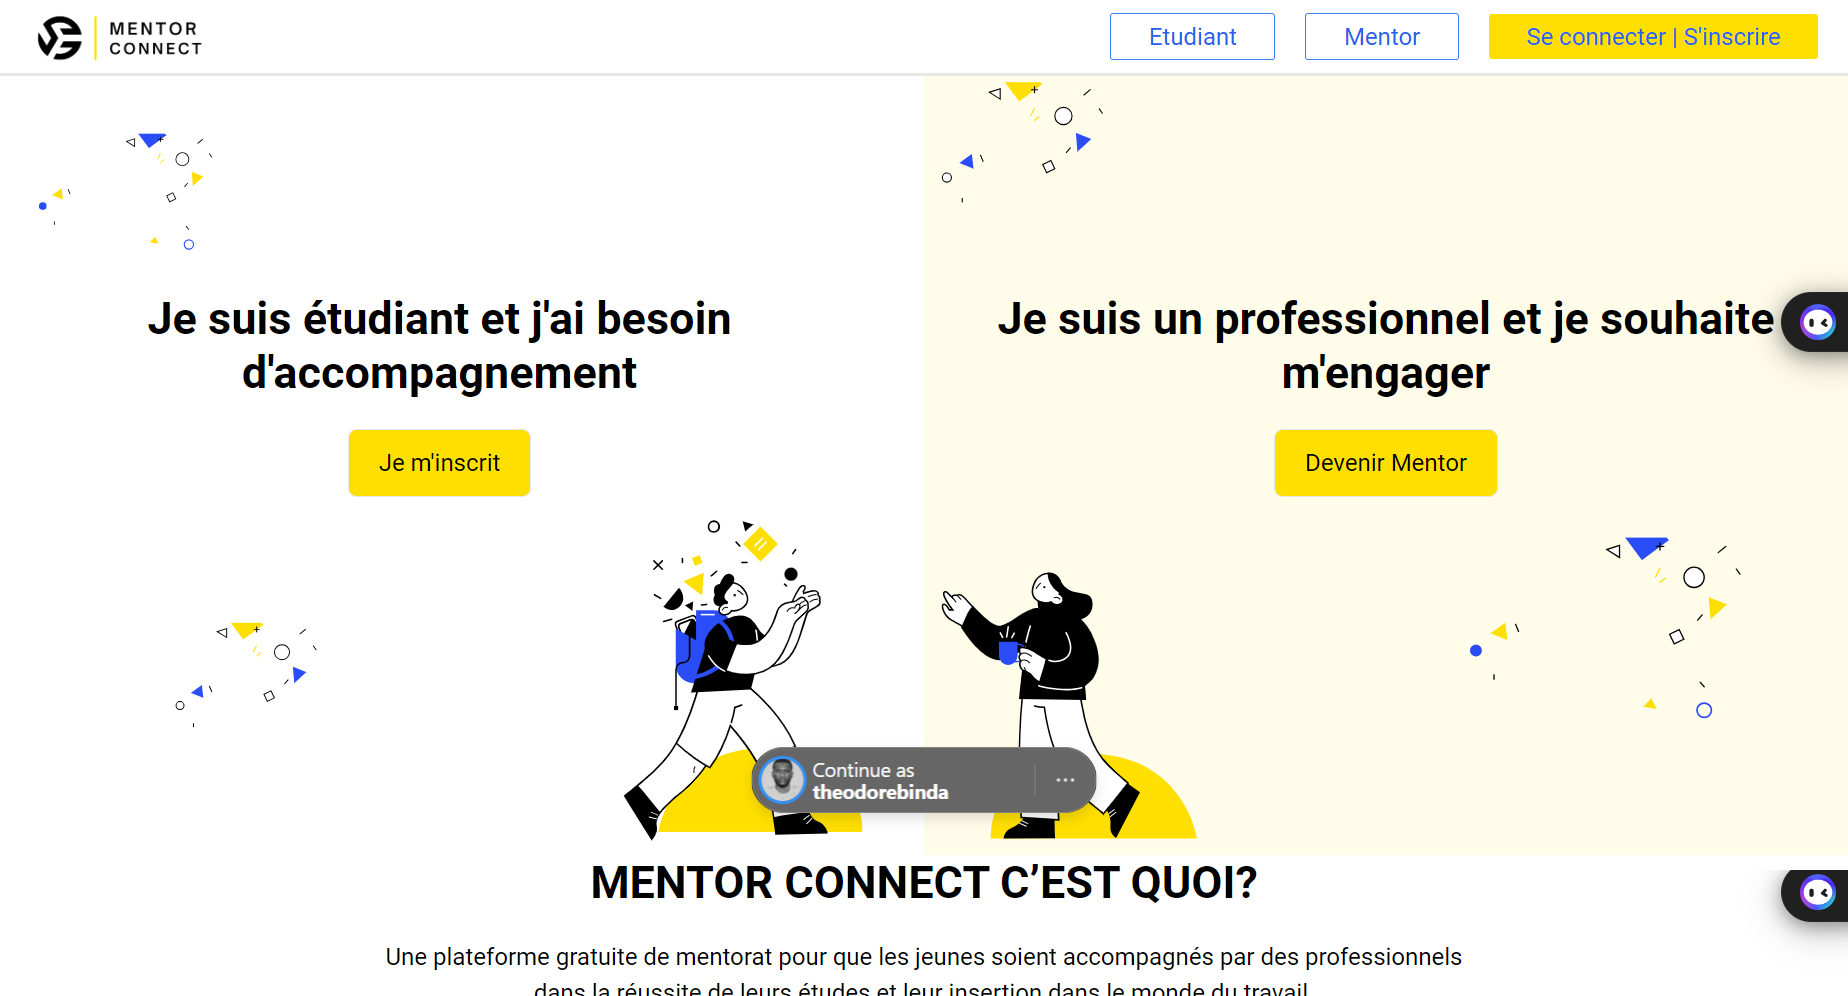 MENTOR
CONNECT
Etudiant
Mentor
Se connecter | S'inscrire
Je suis étudiant et j'ai besoin
d'accompagnement
Je m'inscrit
Je suis un professionnel et je souhaite
m'engager
Devenir Mentor
Continue as
theodorebinda
MENTOR CONNECT C’EST QUOI?
Une plateforme gratuite de mentorat pour que les jeunes soient accompagnés par des professionnels
dans la réussite de leurs études et leur insertion dans le monde du travail